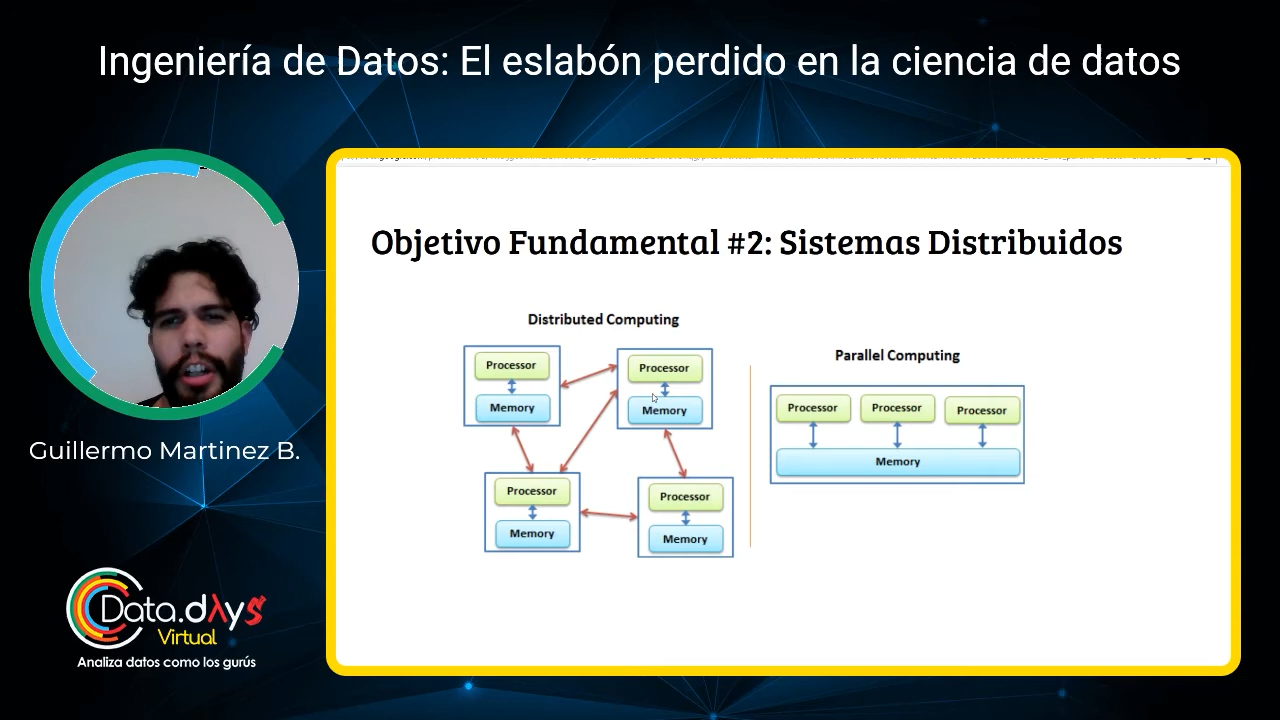 Ingeniería de Datos: El eslabón perdido en la ciencia de datos
Objetivo Fundamental #2: Sistemas Distribuidos
Distributed Computing
Processor
Memory
Processor
Memory
Processor
Memory
Processor
Memory
Parallel Computing
Processor
Processor
Processor
Memory
Guillermo Martinez B.
Data.dλys
Virtual
Analiza datos como los gurús